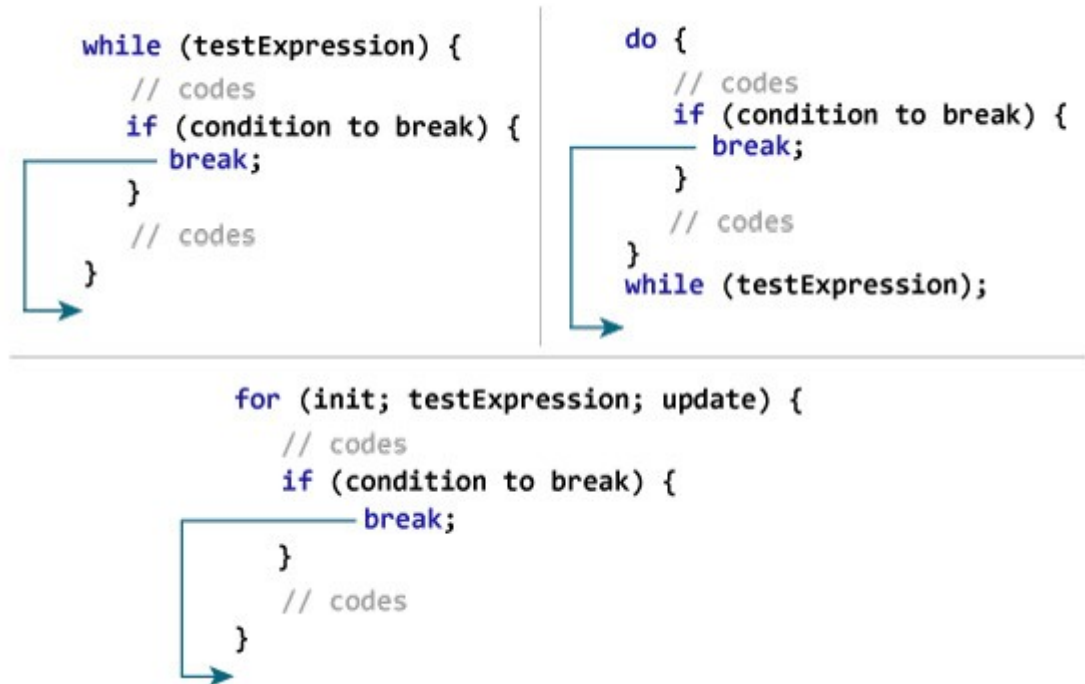 while (testExpression) {
// codes
if (condition to break) {
break;
}
// codes
}
do {
// codes
if (condition to break) {
break;
}
// codes
}
while (testExpression);
for (init; testExpression; update) {
// codes
if (condition to break) {
break;
}
// codes
}